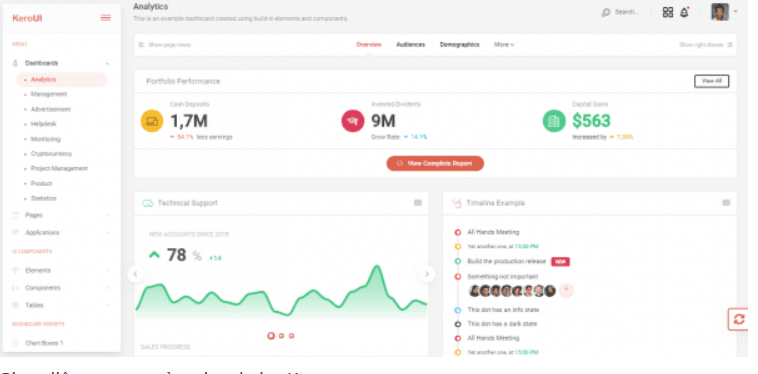 KeroUI
Analytics
This is an example dashboard created using build-in elements and components.
Search...
MENU
Dashboards
Analytics
Management
Advertisement
Helpdesk
Monitoring
Cryptocurrency
Project Management
Product
Statistics
Pages
Applications
UI COMPONENTS
Elements
Components
Tables
DASHBOARD WIDGETS
Chart Boxes 1
Show page menu
Overview Audiences Demographics More
Show right drawer
Portfolio Performance
View All
Cash Deposits
1,7M
54.1% less earnings
Invested Dividents
9M
Grow Rate: 14.1%
Capital Gains
$563
Increased by 7.35%
View Complete Report
Technical Support
NEW ACCOUNTS SINCE 2018
78 % +14
SALES PROGRESS
Timeline Example
All Hands Meeting
Yet another one, at 15:00 PM
Build the production release NEW
Something not important
+
This dot has an info state
This dot has a dark state
All Hands Meeting
Yet another one, at 15:00 PM